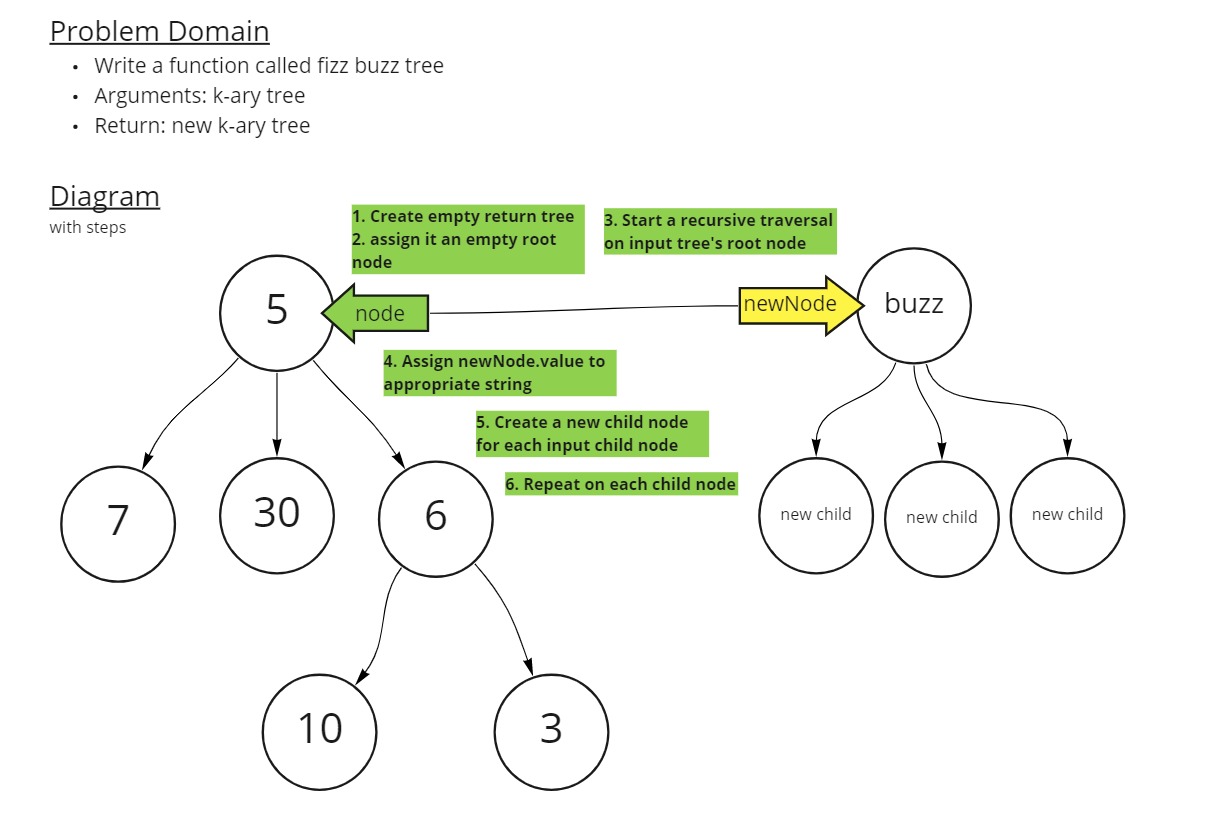 Problem Domain
• Write a function called fizz buzz tree
• Arguments: k-ary tree
• Return: new k-ary tree
Diagram
with steps
1. Create empty return tree
2. assign it an empty root
node
3. Start a recursive traversal
on input tree's root node
5
node
newNode
buzz
4. Assign newNode.value to
appropriate string
5. Create a new child node
for each input child node
6. Repeat on each child node
7
30
6
new child
new child
new child
10
3